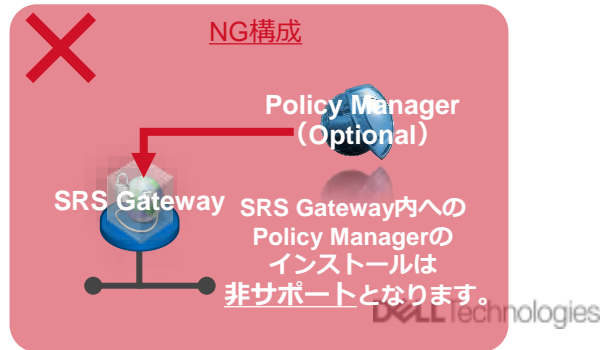 NG構成
Policy Manager
（Optional）
SRS Gateway
SRS Gateway内への
Policy Managerの
インストールは
非サポートとなります。
DELLTechnologies